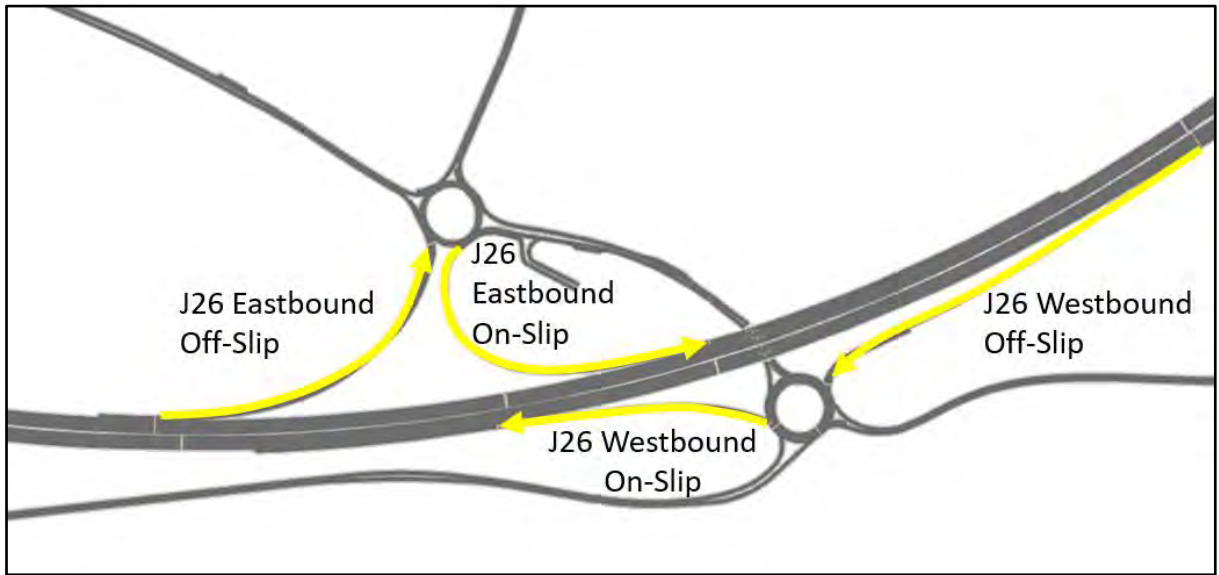 J26 Eastbound
Off-Slip
J26
Eastbound
On-Slip
J26 Westbound
Off-Slip
J26 Westbound
On-Slip